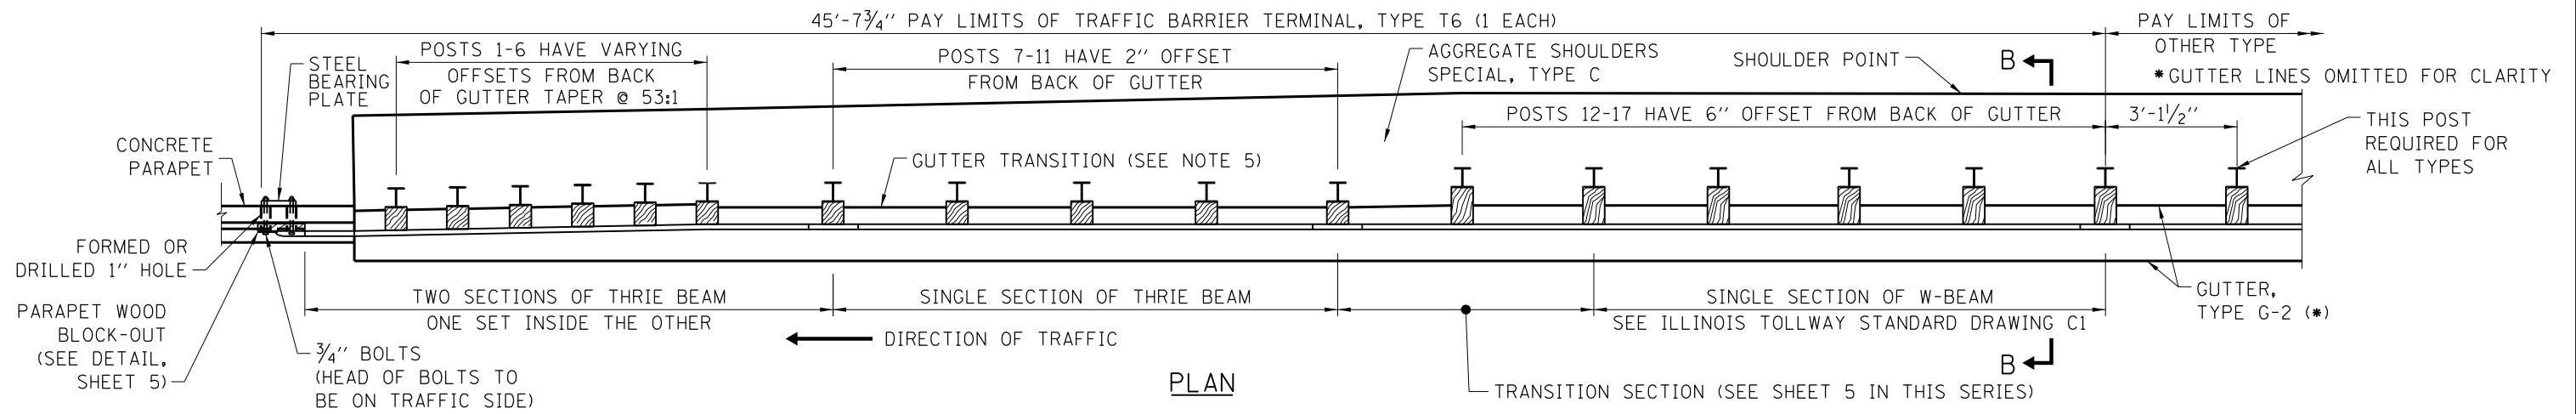 45'-7¾" PAY LIMITS OF TRAFFIC BARRIER TERMINAL, TYPE T6 (1 EACH)
PAY LIMITS OF
OTHER TYPE
*GUTTER LINES OMITTED FOR CLARITY
POSTS 1-6 HAVE VARYING
OFFSETS FROM BACK
OF GUTTER TAPER @ 53:1
POSTS 7-11 HAVE 2" OFFSET
FROM BACK OF GUTTER
AGGREGATE SHOULDERS
SPECIAL, TYPE C
SHOULDER POINT
B
STEEL
BEARING
PLATE
POSTS 12-17 HAVE 6" OFFSET FROM BACK OF GUTTER
3'-1½"
THIS POST
REQUIRED FOR
ALL TYPES
CONCRETE
PARAPET
GUTTER TRANSITION (SEE NOTE 5)
FORMED OR
DRILLED 1" HOLE
PARAPET WOOD
BLOCK-OUT
(SEE DETAIL,
SHEET 5)
¾" BOLTS
(HEAD OF BOLTS TO
BE ON TRAFFIC SIDE)
TWO SECTIONS OF THRIE BEAM
ONE SET INSIDE THE OTHER
SINGLE SECTION OF THRIE BEAM
SINGLE SECTION OF W-BEAM
SEE ILLINOIS TOLLWAY STANDARD DRAWING C1
GUTTER,
TYPE G-2 (*)
DIRECTION OF TRAFFIC
B
TRANSITION SECTION (SEE SHEET 5 IN THIS SERIES)
PLAN